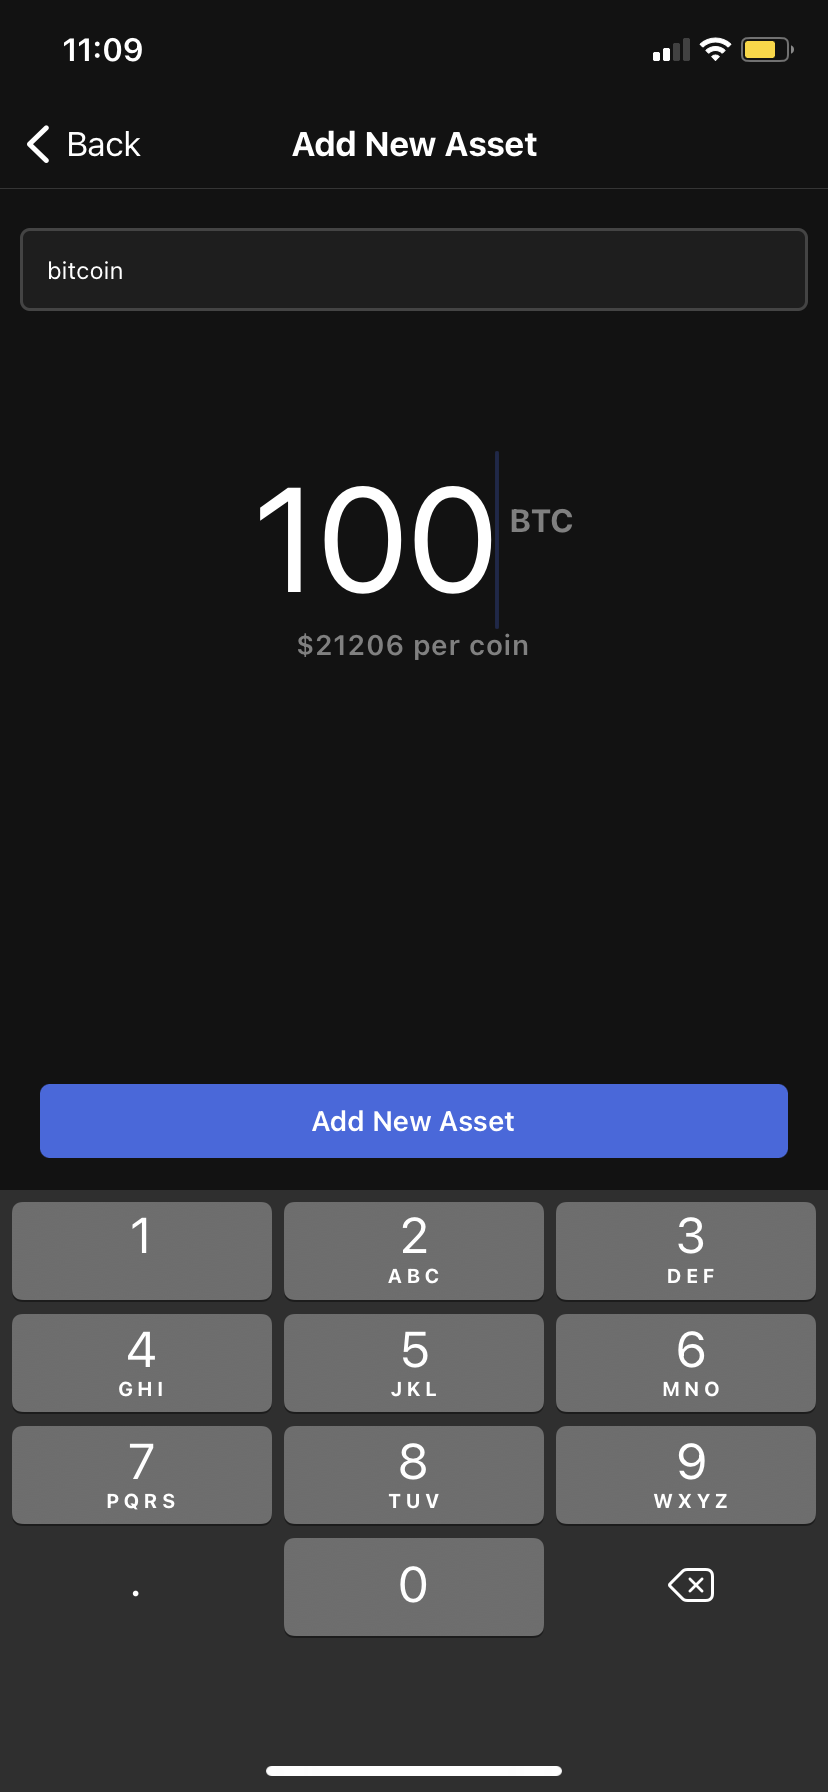 11:09
Back
Add New Asset
bitcoin
100 BTC
$21206 per coin
Add New Asset
1 2 3
ABC DEF
4 5 6
GHI JKL MNO
7 8 9
PQRS TUV WXYZ
. 0